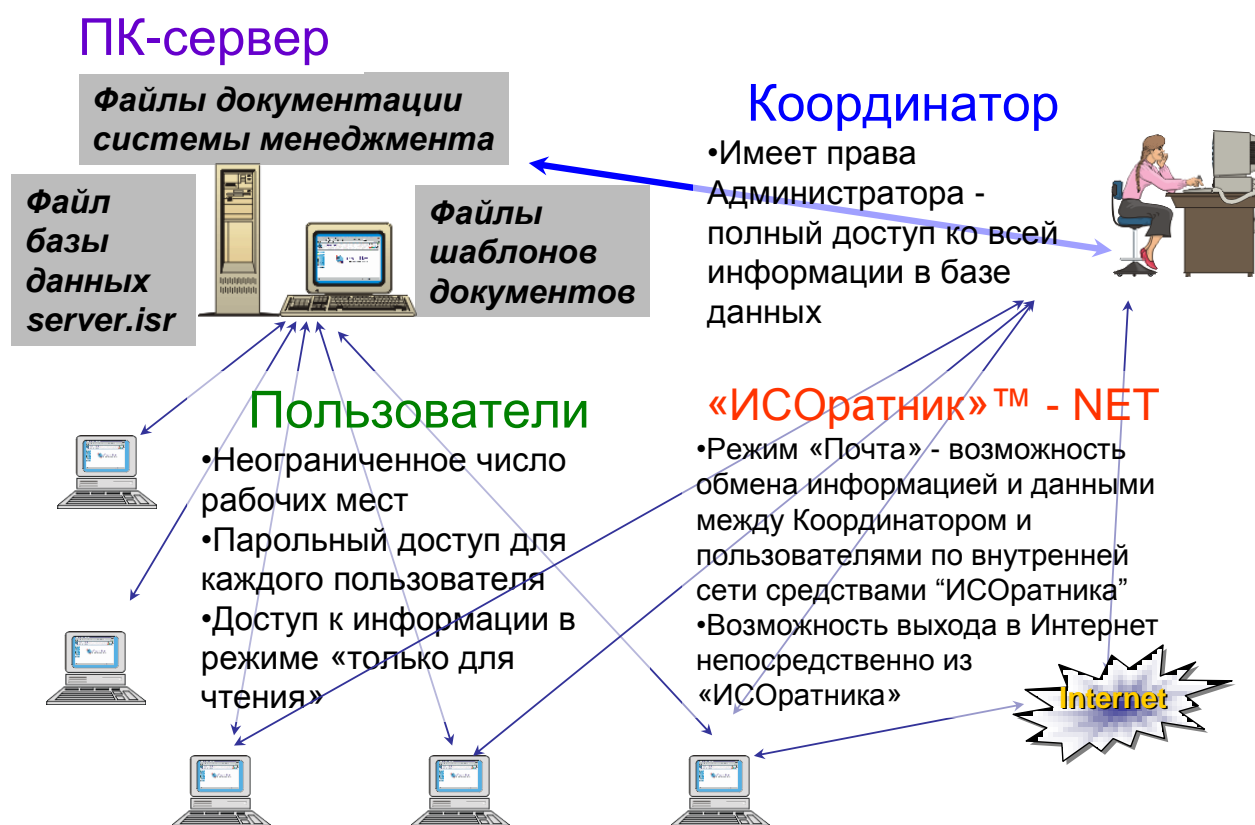 ПК-сервер
Файлы документации
системы менеджмента
Файл
базы
данных
server.isr
Файлы
шаблонов
документов
Координатор
•Имеет права
Администратора -
полный доступ ко всей
информации в базе
данных
Пользователи
•Неограниченное число
рабочих мест
•Парольный доступ для
каждого пользователя
•Доступ к информации в
режиме «только для
чтения»
«ИСОратник»™ - NET
•Режим «Почта» - возможность
обмена информацией и данными
между Координатором и
пользователями по внутренней
сети средствами “ИСОратника”
•Возможность выхода в Интернет
непосредственно из
«ИСОратника»
Internet